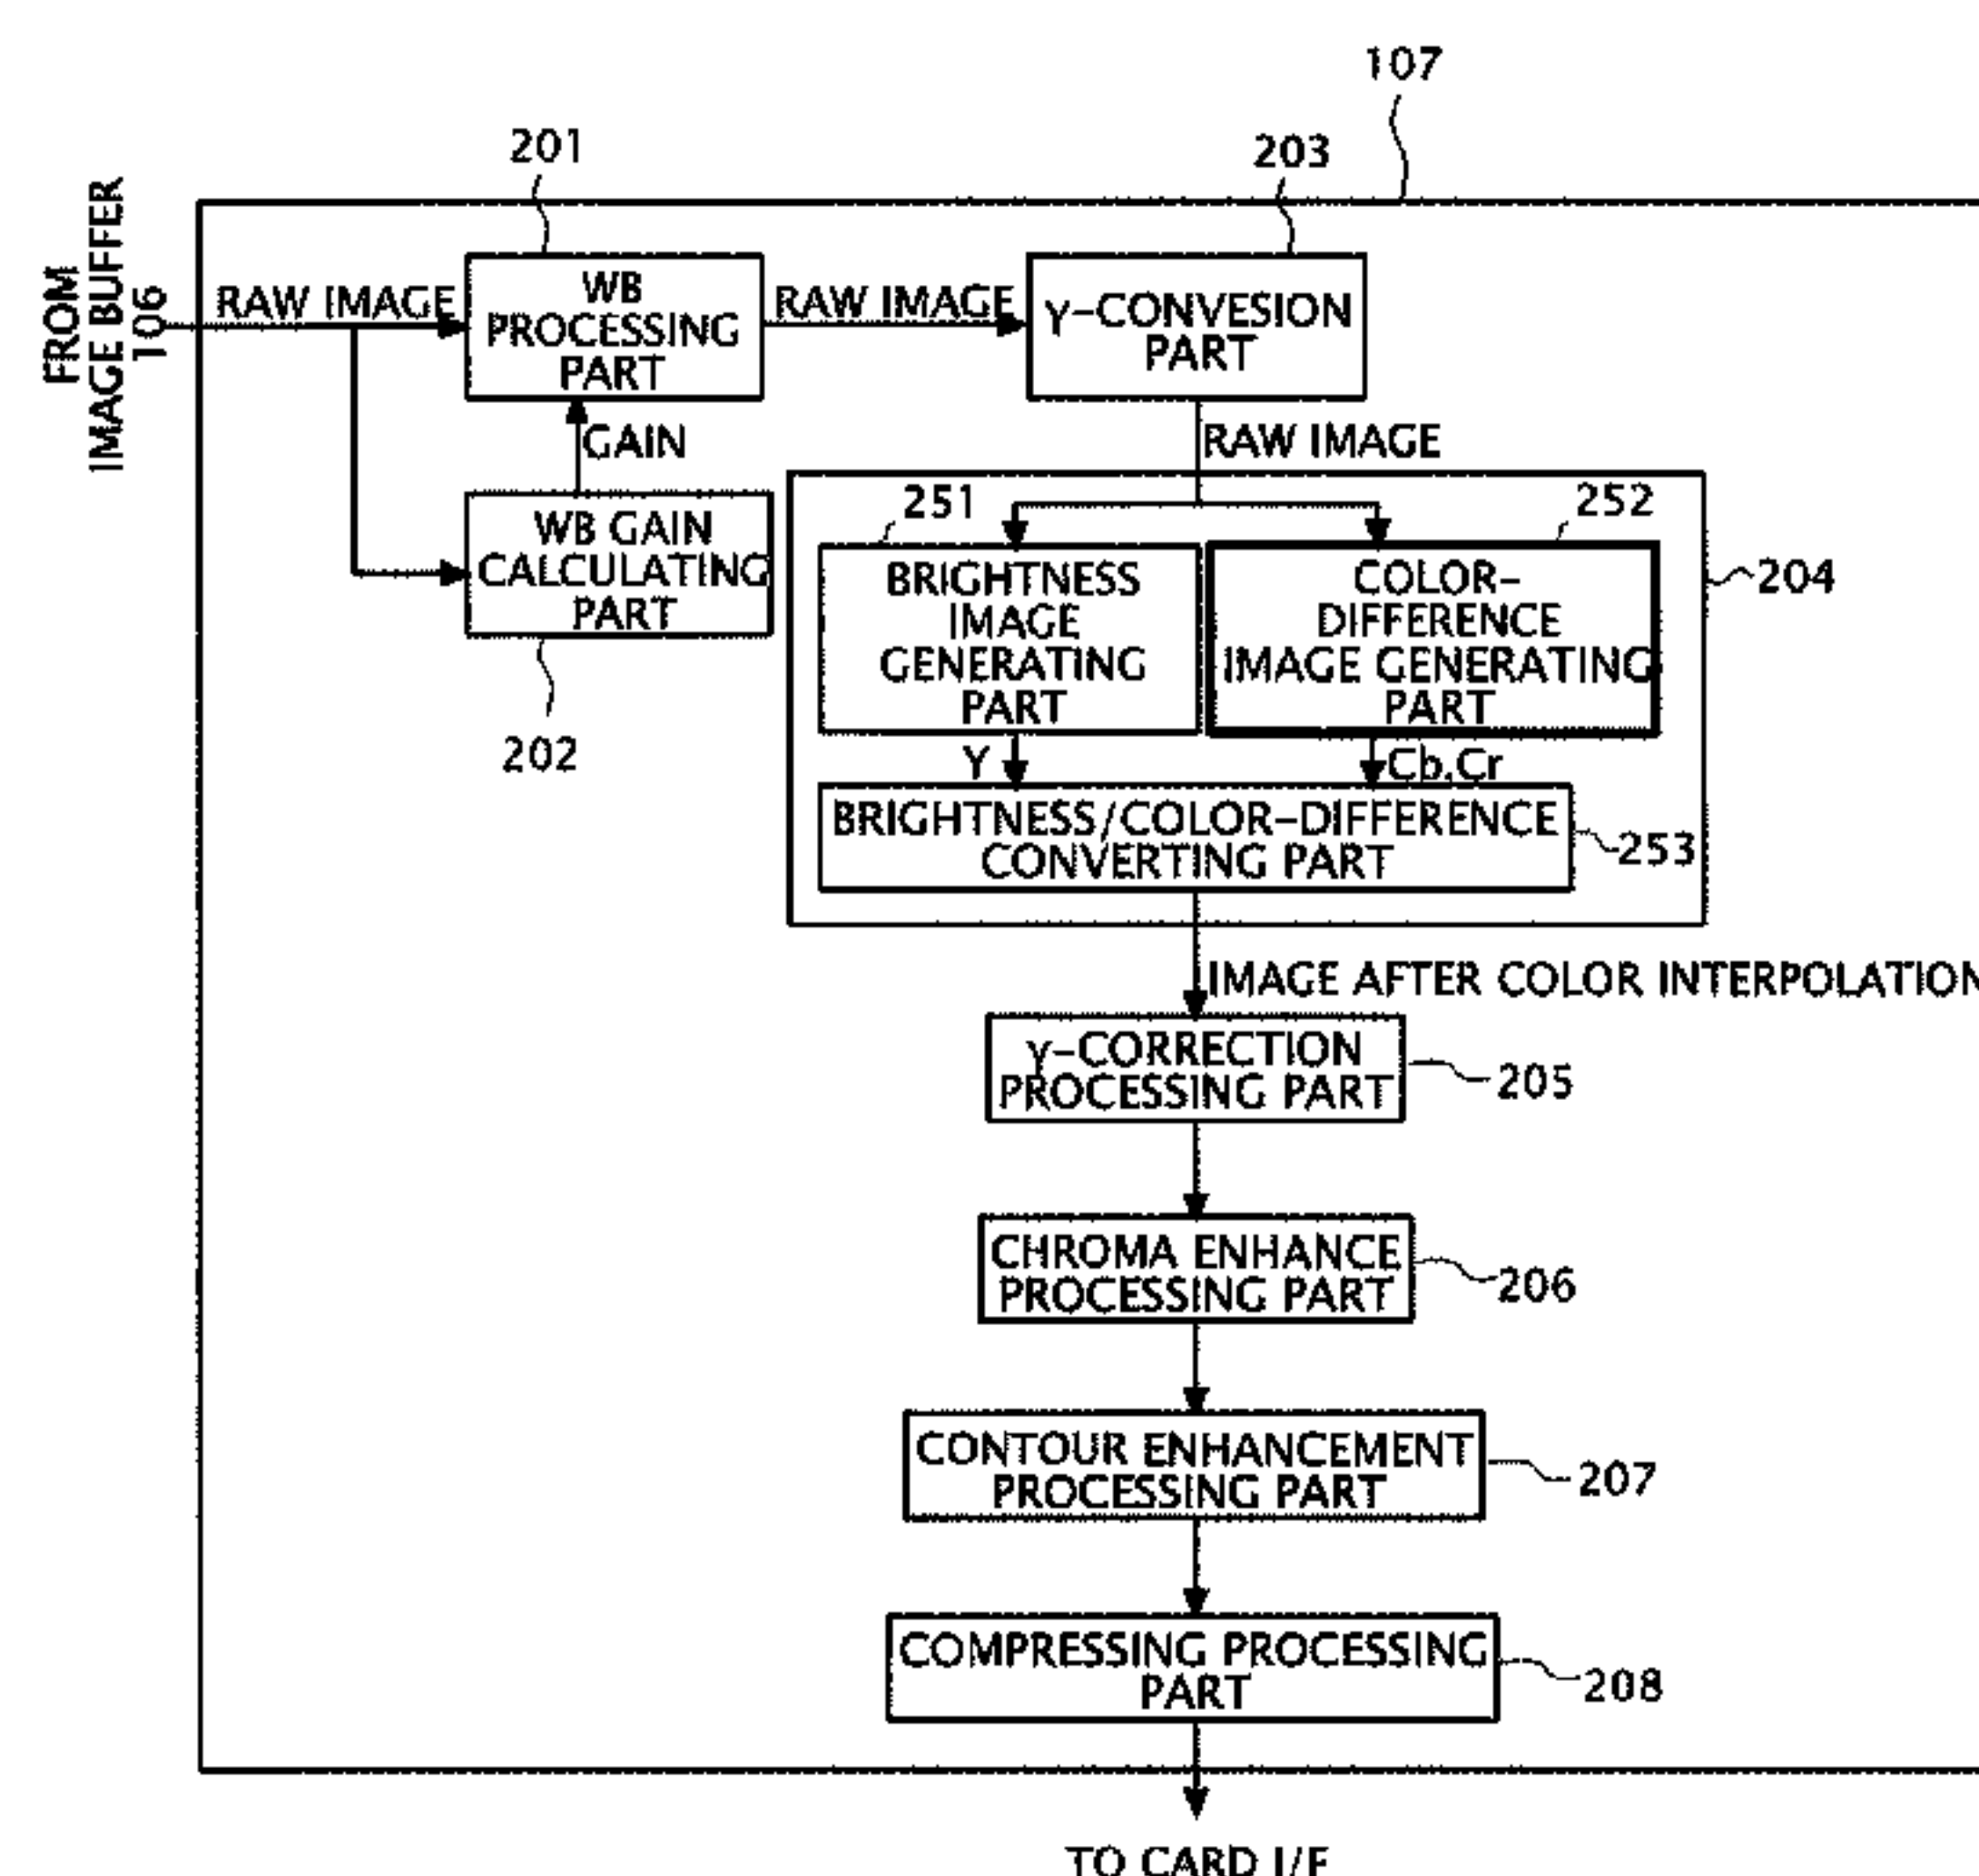 107
201
203
FROM
IMAGE BUFFER
106
RAW IMAGE
WB
PROCESSING
PART
RAW IMAGE
γ-CONVESION
PART
GAIN
RAW IMAGE
WB GAIN
CALCULATING
PART
202
251
252
204
BRIGHTNESS
IMAGE
GENERATING
PART
COLOR-
DIFFERENCE
IMAGE GENERATING
PART
Y
Cb,Cr
BRIGHTNESS/COLOR-DIFFERENCE
CONVERTING PART
253
IMAGE AFTER COLOR INTERPOLATION
γ-CORRECTION
PROCESSING PART
205
CHROMA ENHANCE
PROCESSING PART
206
CONTOUR ENHANCEMENT
PROCESSING PART
207
COMPRESSING PROCESSING
PART
208
TO CARD I/F